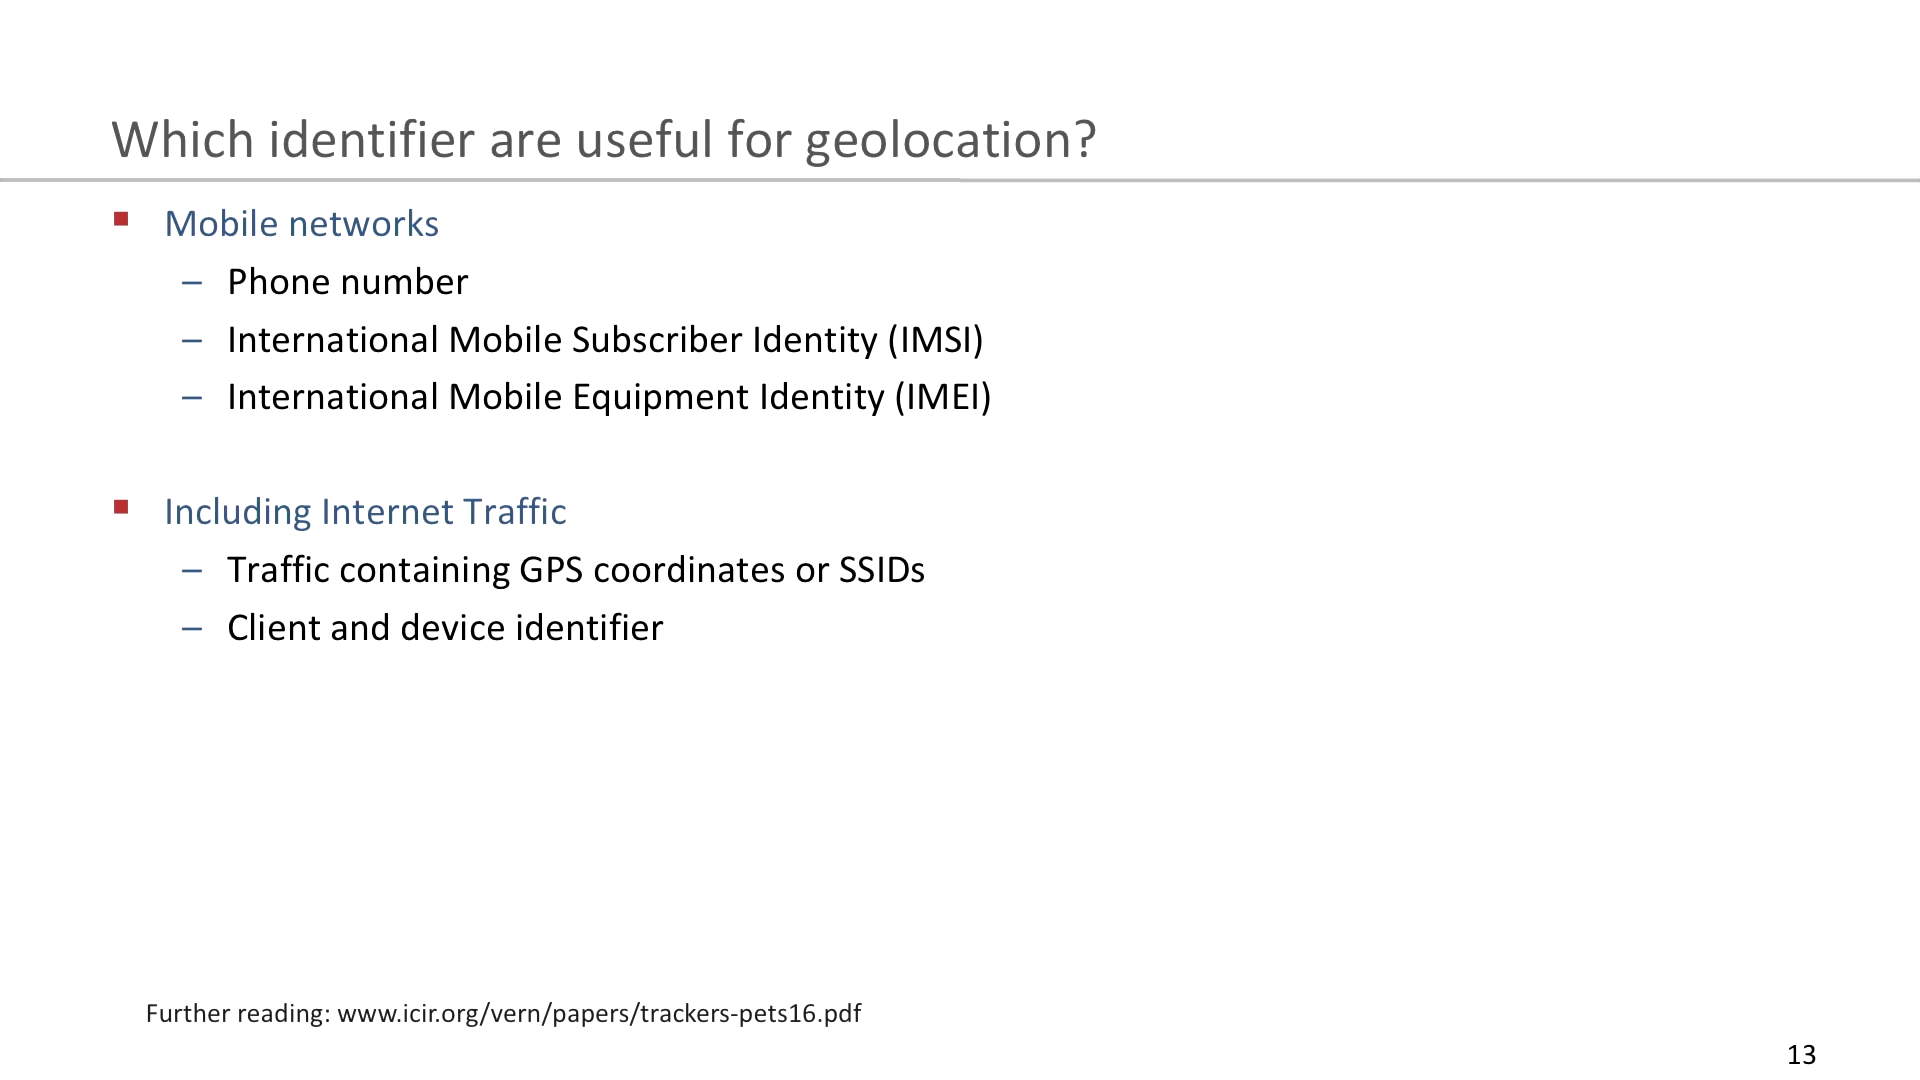 Which identifier are useful for geolocation?
▪ Mobile networks
– Phone number
– International Mobile Subscriber Identity (IMSI)
– International Mobile Equipment Identity (IMEI)
▪ Including Internet Traffic
– Traffic containing GPS coordinates or SSIDs
– Client and device identifier
Further reading: www.icir.org/vern/papers/trackers-pets16.pdf
13